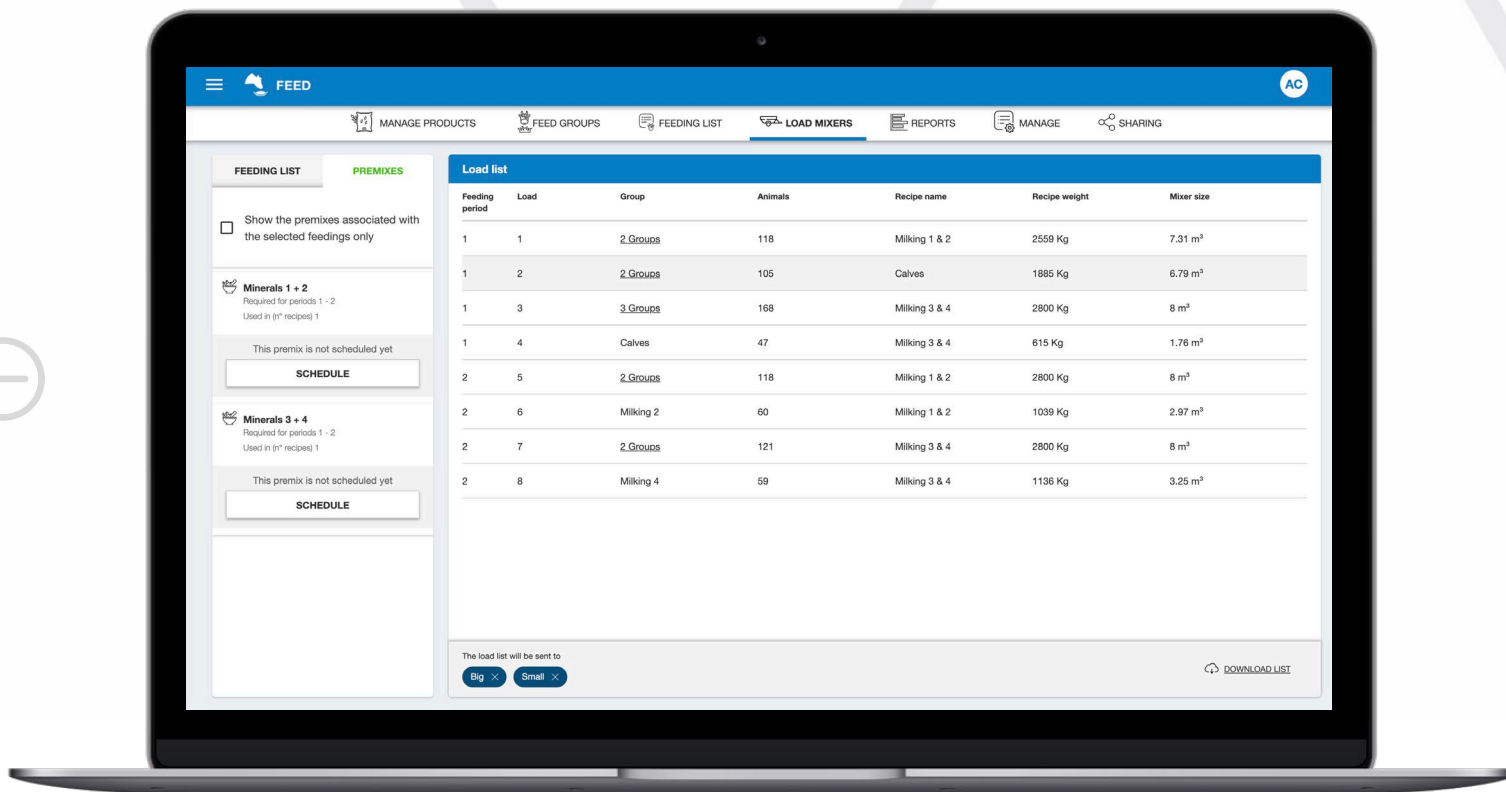 FEED
AC
MANAGE PRODUCTS
FEED GROUPS
FEEDING LIST
LOAD MIXERS
REPORTS
MANAGE
SHARING
FEEDING LIST
PREMIXES
Show the premixes associated with
the selected feedings only
Minerals 1 + 2
Required for periods 1 - 2
Used in (n° recipes) 1
This premix is not scheduled yet
SCHEDULE
Minerals 3 + 4
Required for periods 1 - 2
Used in (n° recipes) 1
This premix is not scheduled yet
SCHEDULE
Load list
Feeding period Load Group Animals Recipe name Recipe weight Mixer size
1 1 2 Groups 118 Milking 1 & 2 2559 Kg 7.31 m³
1 2 2 Groups 105 Calves 1885 Kg 6.79 m³
1 3 3 Groups 168 Milking 3 & 4 2800 Kg 8 m³
1 4 Calves 47 Milking 3 & 4 615 Kg 1.76 m³
2 5 2 Groups 118 Milking 1 & 2 2800 Kg 8 m³
2 6 Milking 2 60 Milking 1 & 2 1039 Kg 2.97 m³
2 7 2 Groups 121 Milking 3 & 4 2800 Kg 8 m³
2 8 Milking 4 59 Milking 3 & 4 1136 Kg 3.25 m³
The load list will be sent to
Big × Small ×
DOWNLOAD LIST